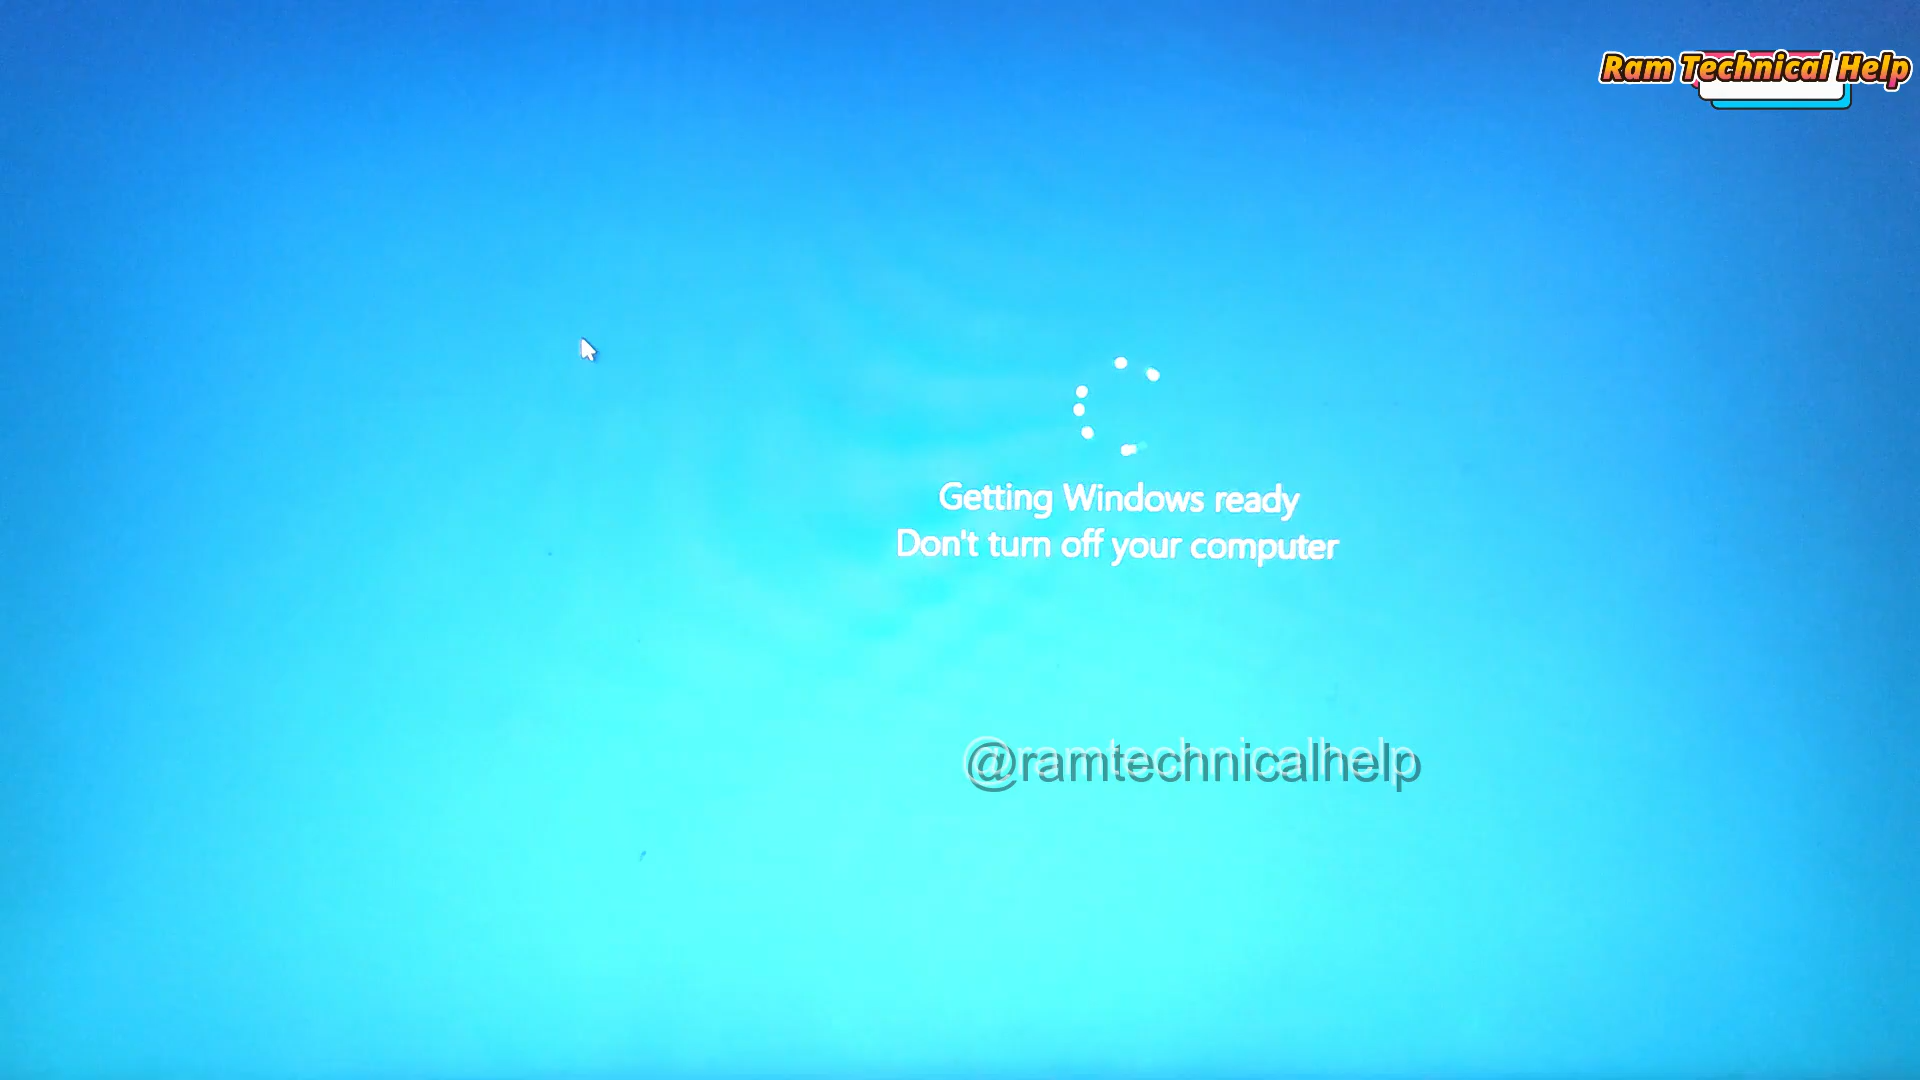 Ram Technical Help
Getting Windows ready
Don't turn off your computer
@ramtechnicalhelp